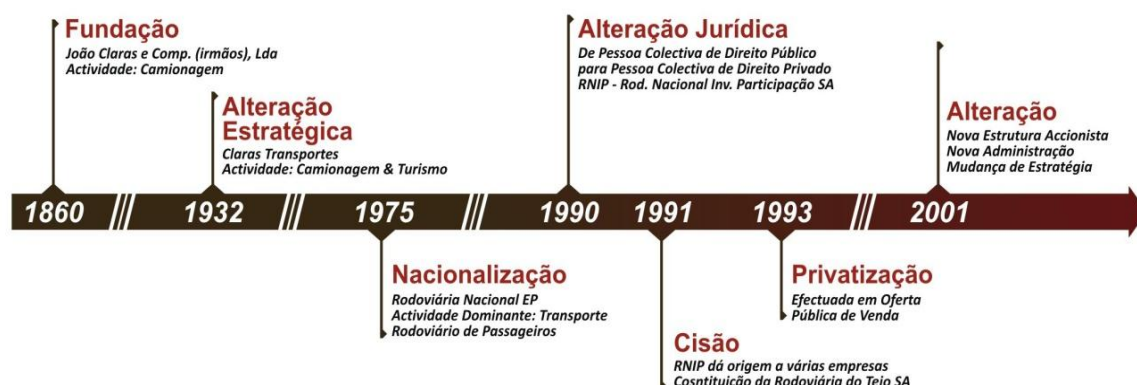 Fundação
João Claras e Comp. (irmãos), Lda
Actividade: Camionagem
Alteração
Estratégica
Claras Transportes
Actividade: Camionagem & Turismo
Alteração Jurídica
De Pessoa Colectiva de Direito Público
para Pessoa Colectiva de Direito Privado
RNIP - Rod. Nacional Inv. Participação SA
Alteração
Nova Estrutura Accionista
Nova Administração
Mudança de Estratégia
1860 1932 1975 1990 1991 1993 2001
Nacionalização
Rodoviária Nacional EP
Actividade Dominante: Transporte
Rodoviário de Passageiros
Privatização
Efectuada em Oferta
Pública de Venda
Cisão
RNIP dá origem a várias empresas
Cosntituição da Rodoviária do Tejo SA